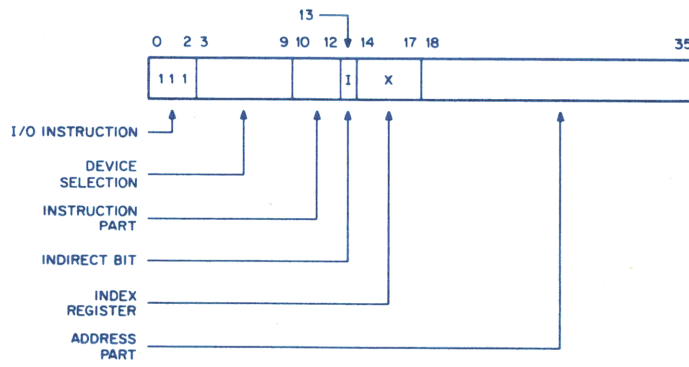 13
0 2 3 9 10 12 14 17 18 35
1 1 1 I X
I/O INSTRUCTION
DEVICE
SELECTION
INSTRUCTION
PART
INDIRECT BIT
INDEX
REGISTER
ADDRESS
PART